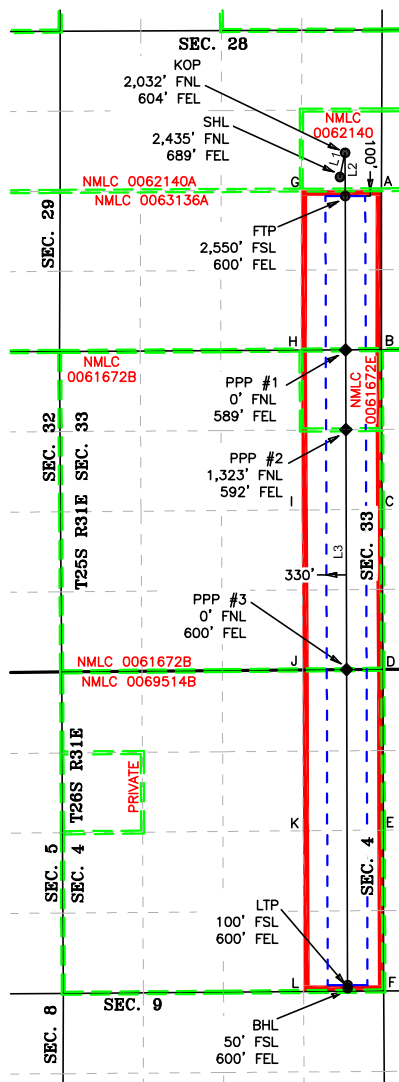 SEC. 28
KOP
2,032' FNL
604' FEL
SHL
2,435' FNL
689' FEL
NMLC
0062140
L1
L2
100'
NMLC 0062140A
NMLC 0063136A
G
A
SEC. 29
FTP
2,550' FSL
600' FEL
H
B
NMLC
0061672B
NMLC
0061672E
PPP #1
0' FNL
589' FEL
PPP #2
1,323' FNL
592' FEL
SEC. 32
SEC. 33
T25S R31E
I
C
L3
SEC. 33
330'
PPP #3
0' FNL
600' FEL
NMLC 0061672B
NMLC 0069514B
J
D
T26S R31E
PRIVATE
K
E
SEC. 5
SEC. 4
SEC. 4
LTP
100' FSL
600' FEL
L
F
SEC. 8
SEC. 9
BHL
50' FSL
600' FEL